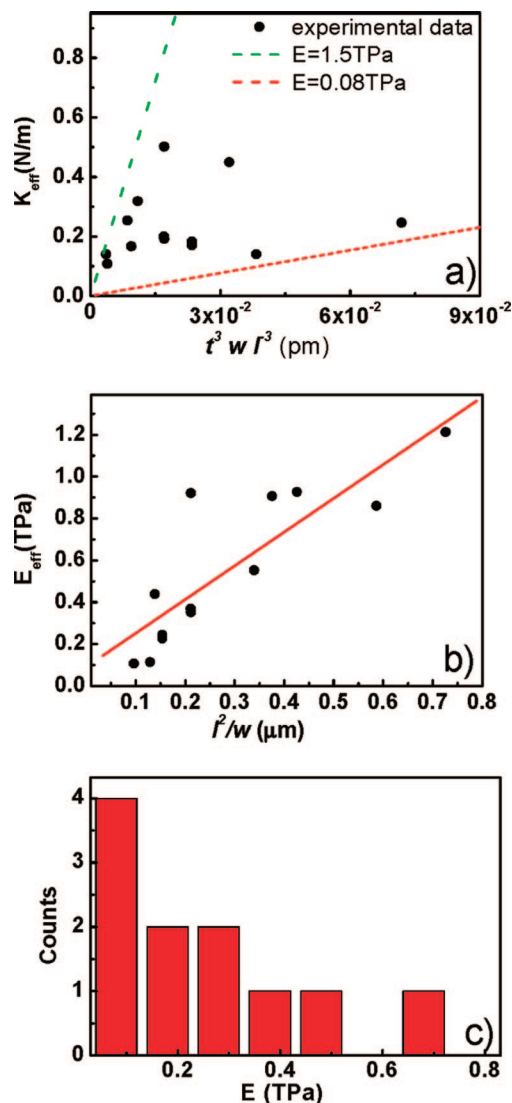 experimental data
E=1.5TPa
E=0.08TPa
K_eff(N/m)
0.8
0.6
0.4
0.2
0.0
a)
0 3x10⁻² 6x10⁻² 9x10⁻²
t³ w l⁻³ (pm)
E_eff(TPa)
1.2
1.0
0.8
0.6
0.4
0.2
0.0
b)
0.1 0.2 0.3 0.4 0.5 0.6 0.7 0.8
l²/w (μm)
Counts
4
3
2
1
0
c)
0.2 0.4 0.6 0.8
E (TPa)